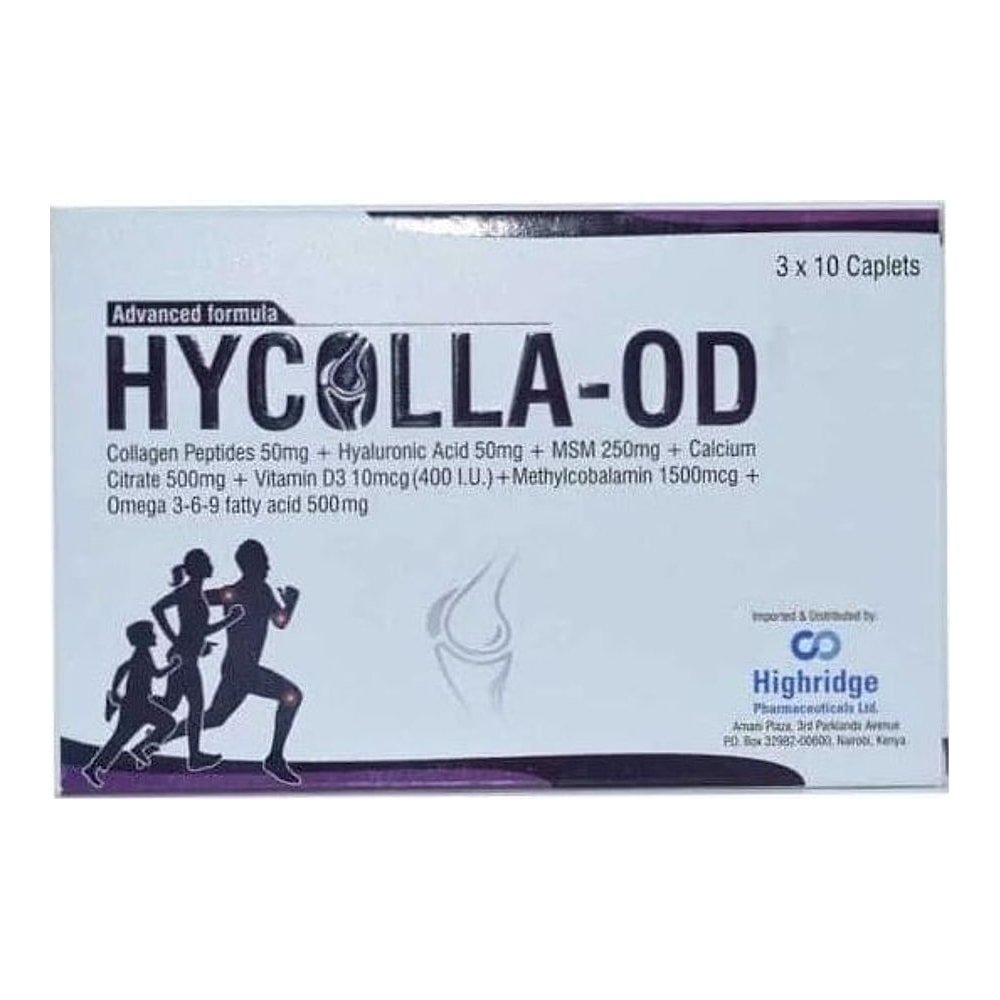 3 x 10 Caplets
Advanced formula
HYCOLLA-OD
Collagen Peptides 50mg + Hyaluronic Acid 50mg + MSM 250mg + Calcium
Citrate 500mg + Vitamin D3 10mcg (400 I.U.) + Methylcobalamin 1500mcg +
Omega 3-6-9 fatty acid 500mg
Imported & Distributed by:
Highridge
Pharmaceuticals Ltd.
Amani Plaza, 3rd Parklands Avenue
P.O. Box 32982-00600, Nairobi, Kenya